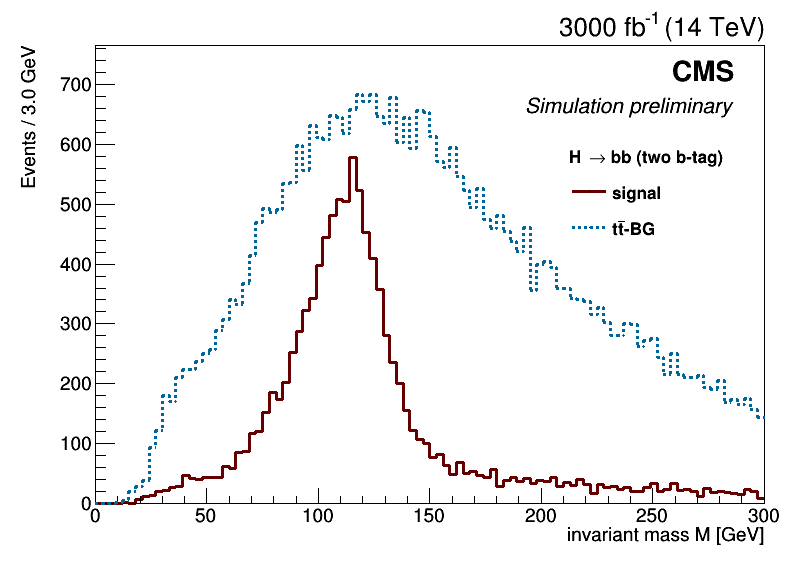 3000 fb⁻¹ (14 TeV)
Events / 3.0 GeV
CMS
Simulation preliminary
H → bb (two b-tag)
signal
tt̄-BG
700
600
500
400
300
200
100
0
0 50 100 150 200 250 300
invariant mass M [GeV]